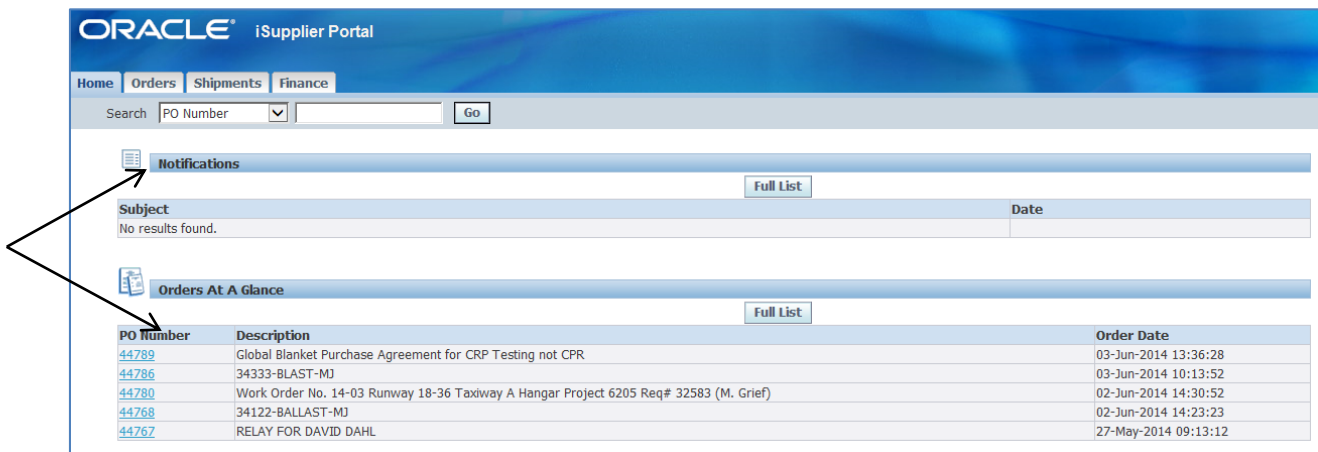 ORACLE® iSupplier Portal
Home Orders Shipments Finance
Search PO Number Go
Notifications
Full List
Subject Date
No results found.
Orders At A Glance
Full List
PO Number Description Order Date
44789 Global Blanket Purchase Agreement for CRP Testing not CPR 03-Jun-2014 13:36:28
44786 34333-BLAST-MJ 03-Jun-2014 10:13:52
44780 Work Order No. 14-03 Runway 18-36 Taxiway A Hangar Project 6205 Req# 32583 (M. Grief) 02-Jun-2014 14:30:52
44768 34122-BALLAST-MJ 02-Jun-2014 14:23:23
44767 RELAY FOR DAVID DAHL 27-May-2014 09:13:12